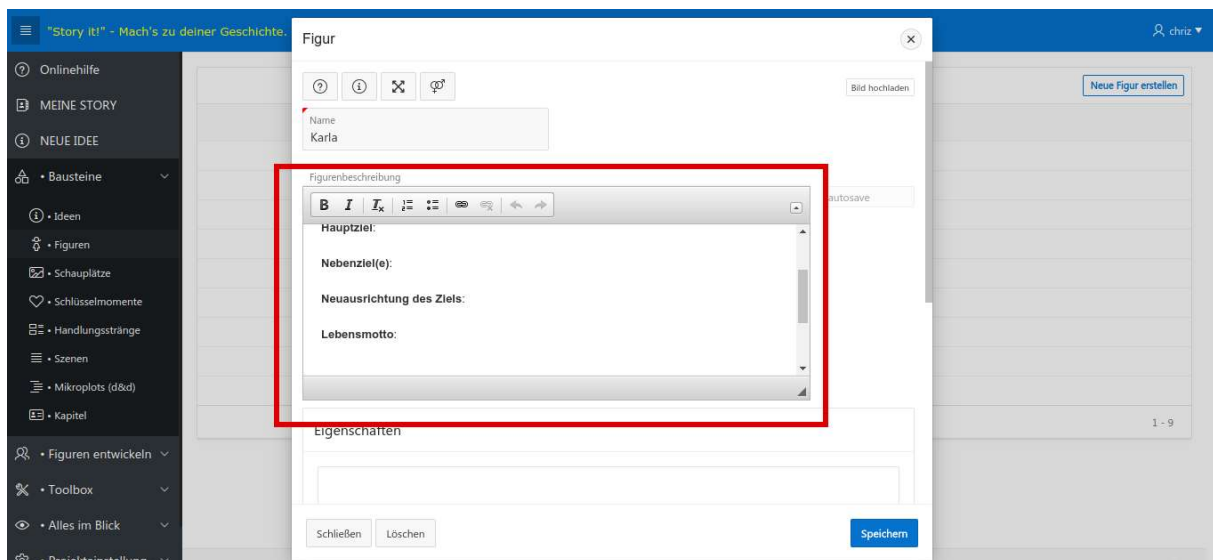 "Story it!" - Mach's zu deiner Geschichte.
Figur
chriz
Onlinehilfe
MEINE STORY
NEUE IDEE
• Bausteine
• Ideen
• Figuren
• Schauplätze
• Schlüsselmomente
• Handlungsstränge
• Szenen
• Mikroplots (d&d)
• Kapitel
• Figuren entwickeln
• Toolbox
• Alles im Blick
• Projekteinstellung
Bild hochladen
Neue Figur erstellen
Name
Karla
Figurenbeschreibung
autosave
Hauptziel:
Nebenziel(e):
Neuausrichtung des Ziels:
Lebensmotto:
Eigenschaften
1 - 9
Schließen
Löschen
Speichern